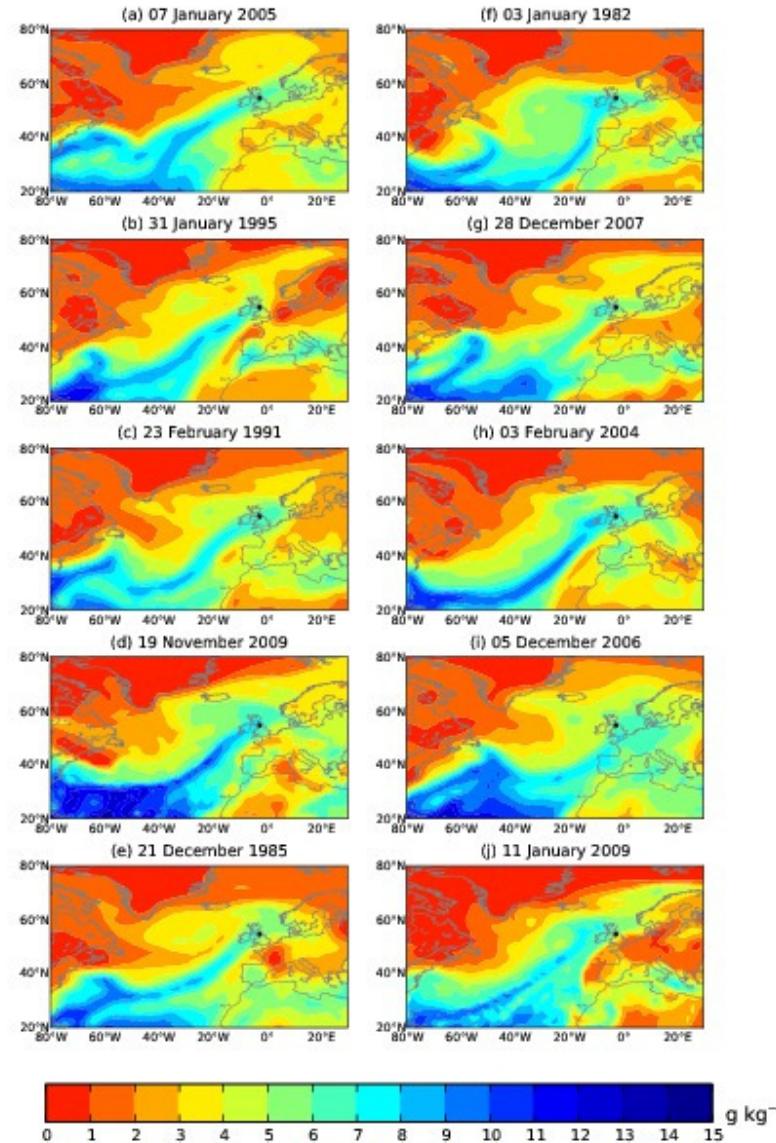 (a) 07 January 2005
(f) 03 January 1982
80°N
60°N
40°N
20°N
80°W 60°W 40°W 20°W 0° 20°E
80°N
60°N
40°N
20°N
80°W 60°W 40°W 20°W 0° 20°E
(b) 31 January 1995
(g) 28 December 2007
80°N
60°N
40°N
20°N
80°W 60°W 40°W 20°W 0° 20°E
80°N
60°N
40°N
20°N
80°W 60°W 40°W 20°W 0° 20°E
(c) 23 February 1991
(h) 03 February 2004
80°N
60°N
40°N
20°N
80°W 60°W 40°W 20°W 0° 20°E
80°N
60°N
40°N
20°N
80°W 60°W 40°W 20°W 0° 20°E
(d) 19 November 2009
(i) 05 December 2006
80°N
60°N
40°N
20°N
80°W 60°W 40°W 20°W 0° 20°E
80°N
60°N
40°N
20°N
80°W 60°W 40°W 20°W 0° 20°E
(e) 21 December 1985
(j) 11 January 2009
80°N
60°N
40°N
20°N
80°W 60°W 40°W 20°W 0° 20°E
80°N
60°N
40°N
20°N
80°W 60°W 40°W 20°W 0° 20°E
0 1 2 3 4 5 6 7 8 9 10 11 12 13 14 15 g kg⁻